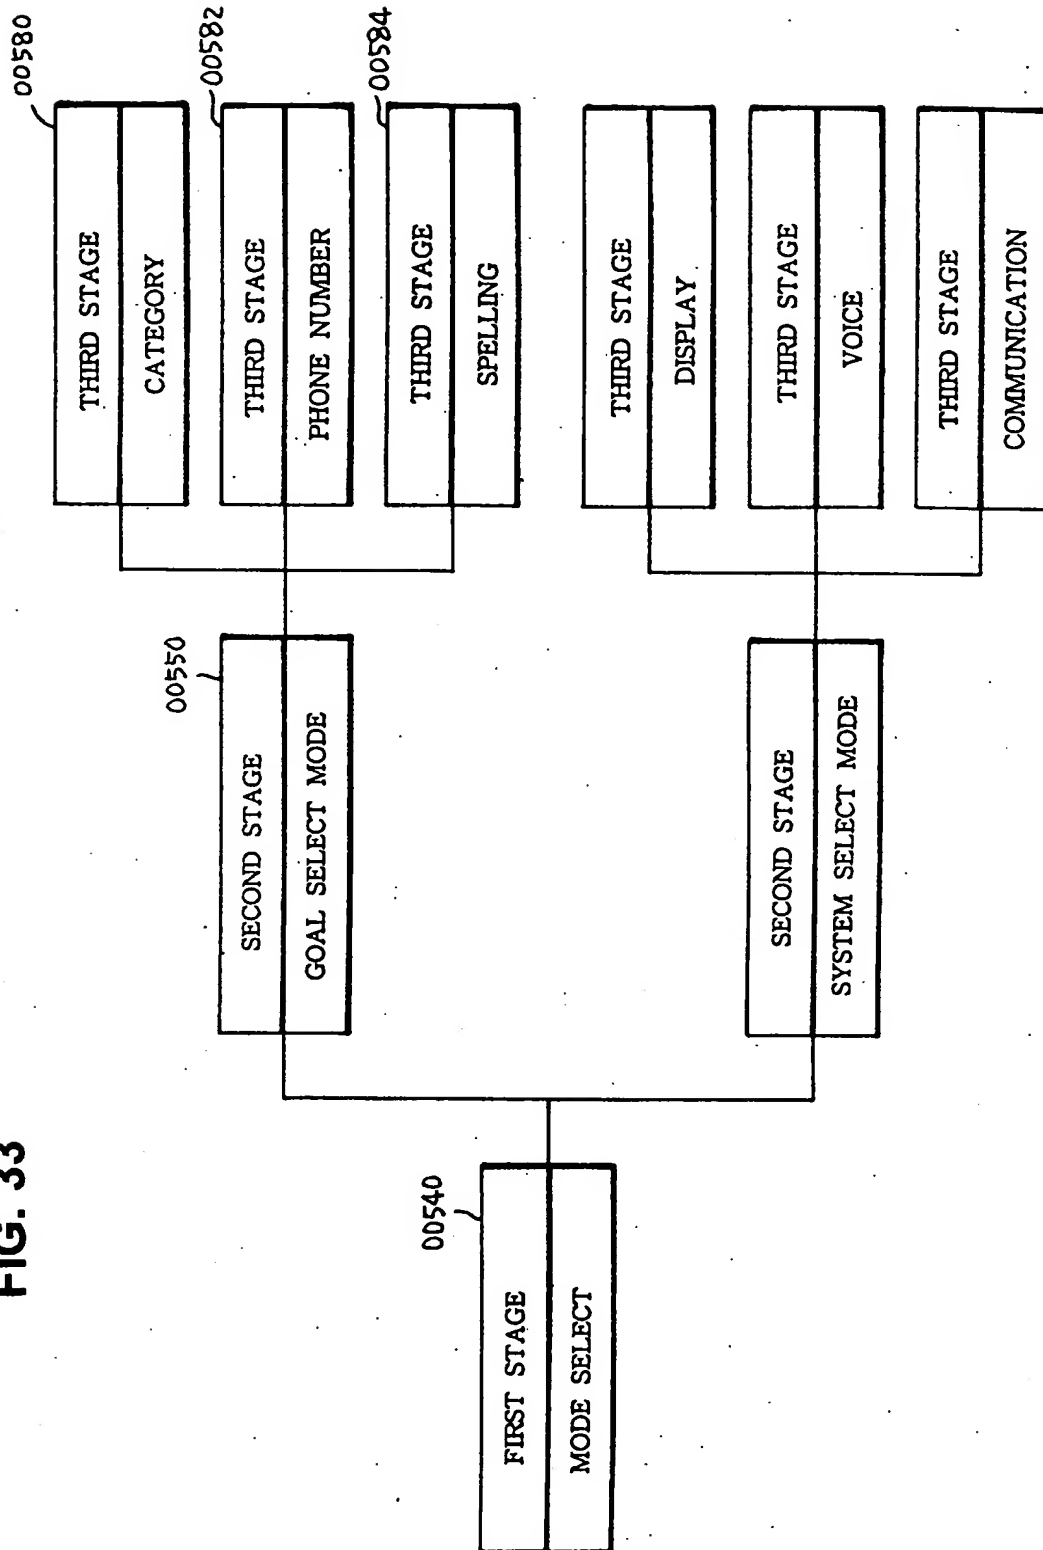 FIG. 33
00540
FIRST STAGE
MODE SELECT
00550
SECOND STAGE
GOAL SELECT MODE
SECOND STAGE
SYSTEM SELECT MODE
00580
THIRD STAGE
CATEGORY
00582
THIRD STAGE
PHONE NUMBER
00584
THIRD STAGE
SPELLING
THIRD STAGE
DISPLAY
THIRD STAGE
VOICE
THIRD STAGE
COMMUNICATION